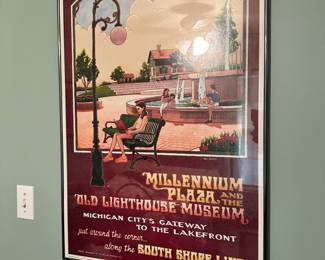 MILLENNIUM
PLAZA AND THE
OLD LIGHTHOUSE MUSEUM
MICHIGAN CITY'S GATEWAY
TO THE LAKEFRONT
just around the corner...
along the SOUTH SHORE LINE